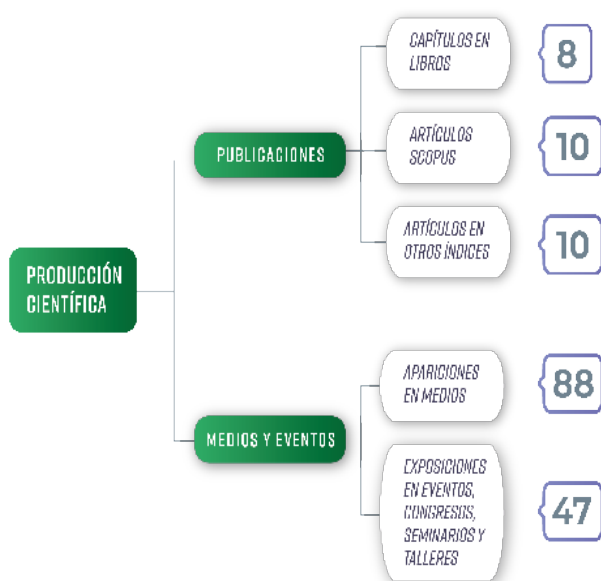 CAPÍTULOS EN
LIBROS
8
PUBLICACIONES
ARTÍCULOS
SCOPUS
10
ARTÍCULOS EN
OTROS ÍNDICES
10
PRODUCCIÓN
CIENTÍFICA
APARICIONES
EN MEDIOS
88
MEDIOS Y EVENTOS
EXPOSICIONES
EN EVENTOS,
CONGRESOS,
SEMINARIOS Y
TALLERES
47